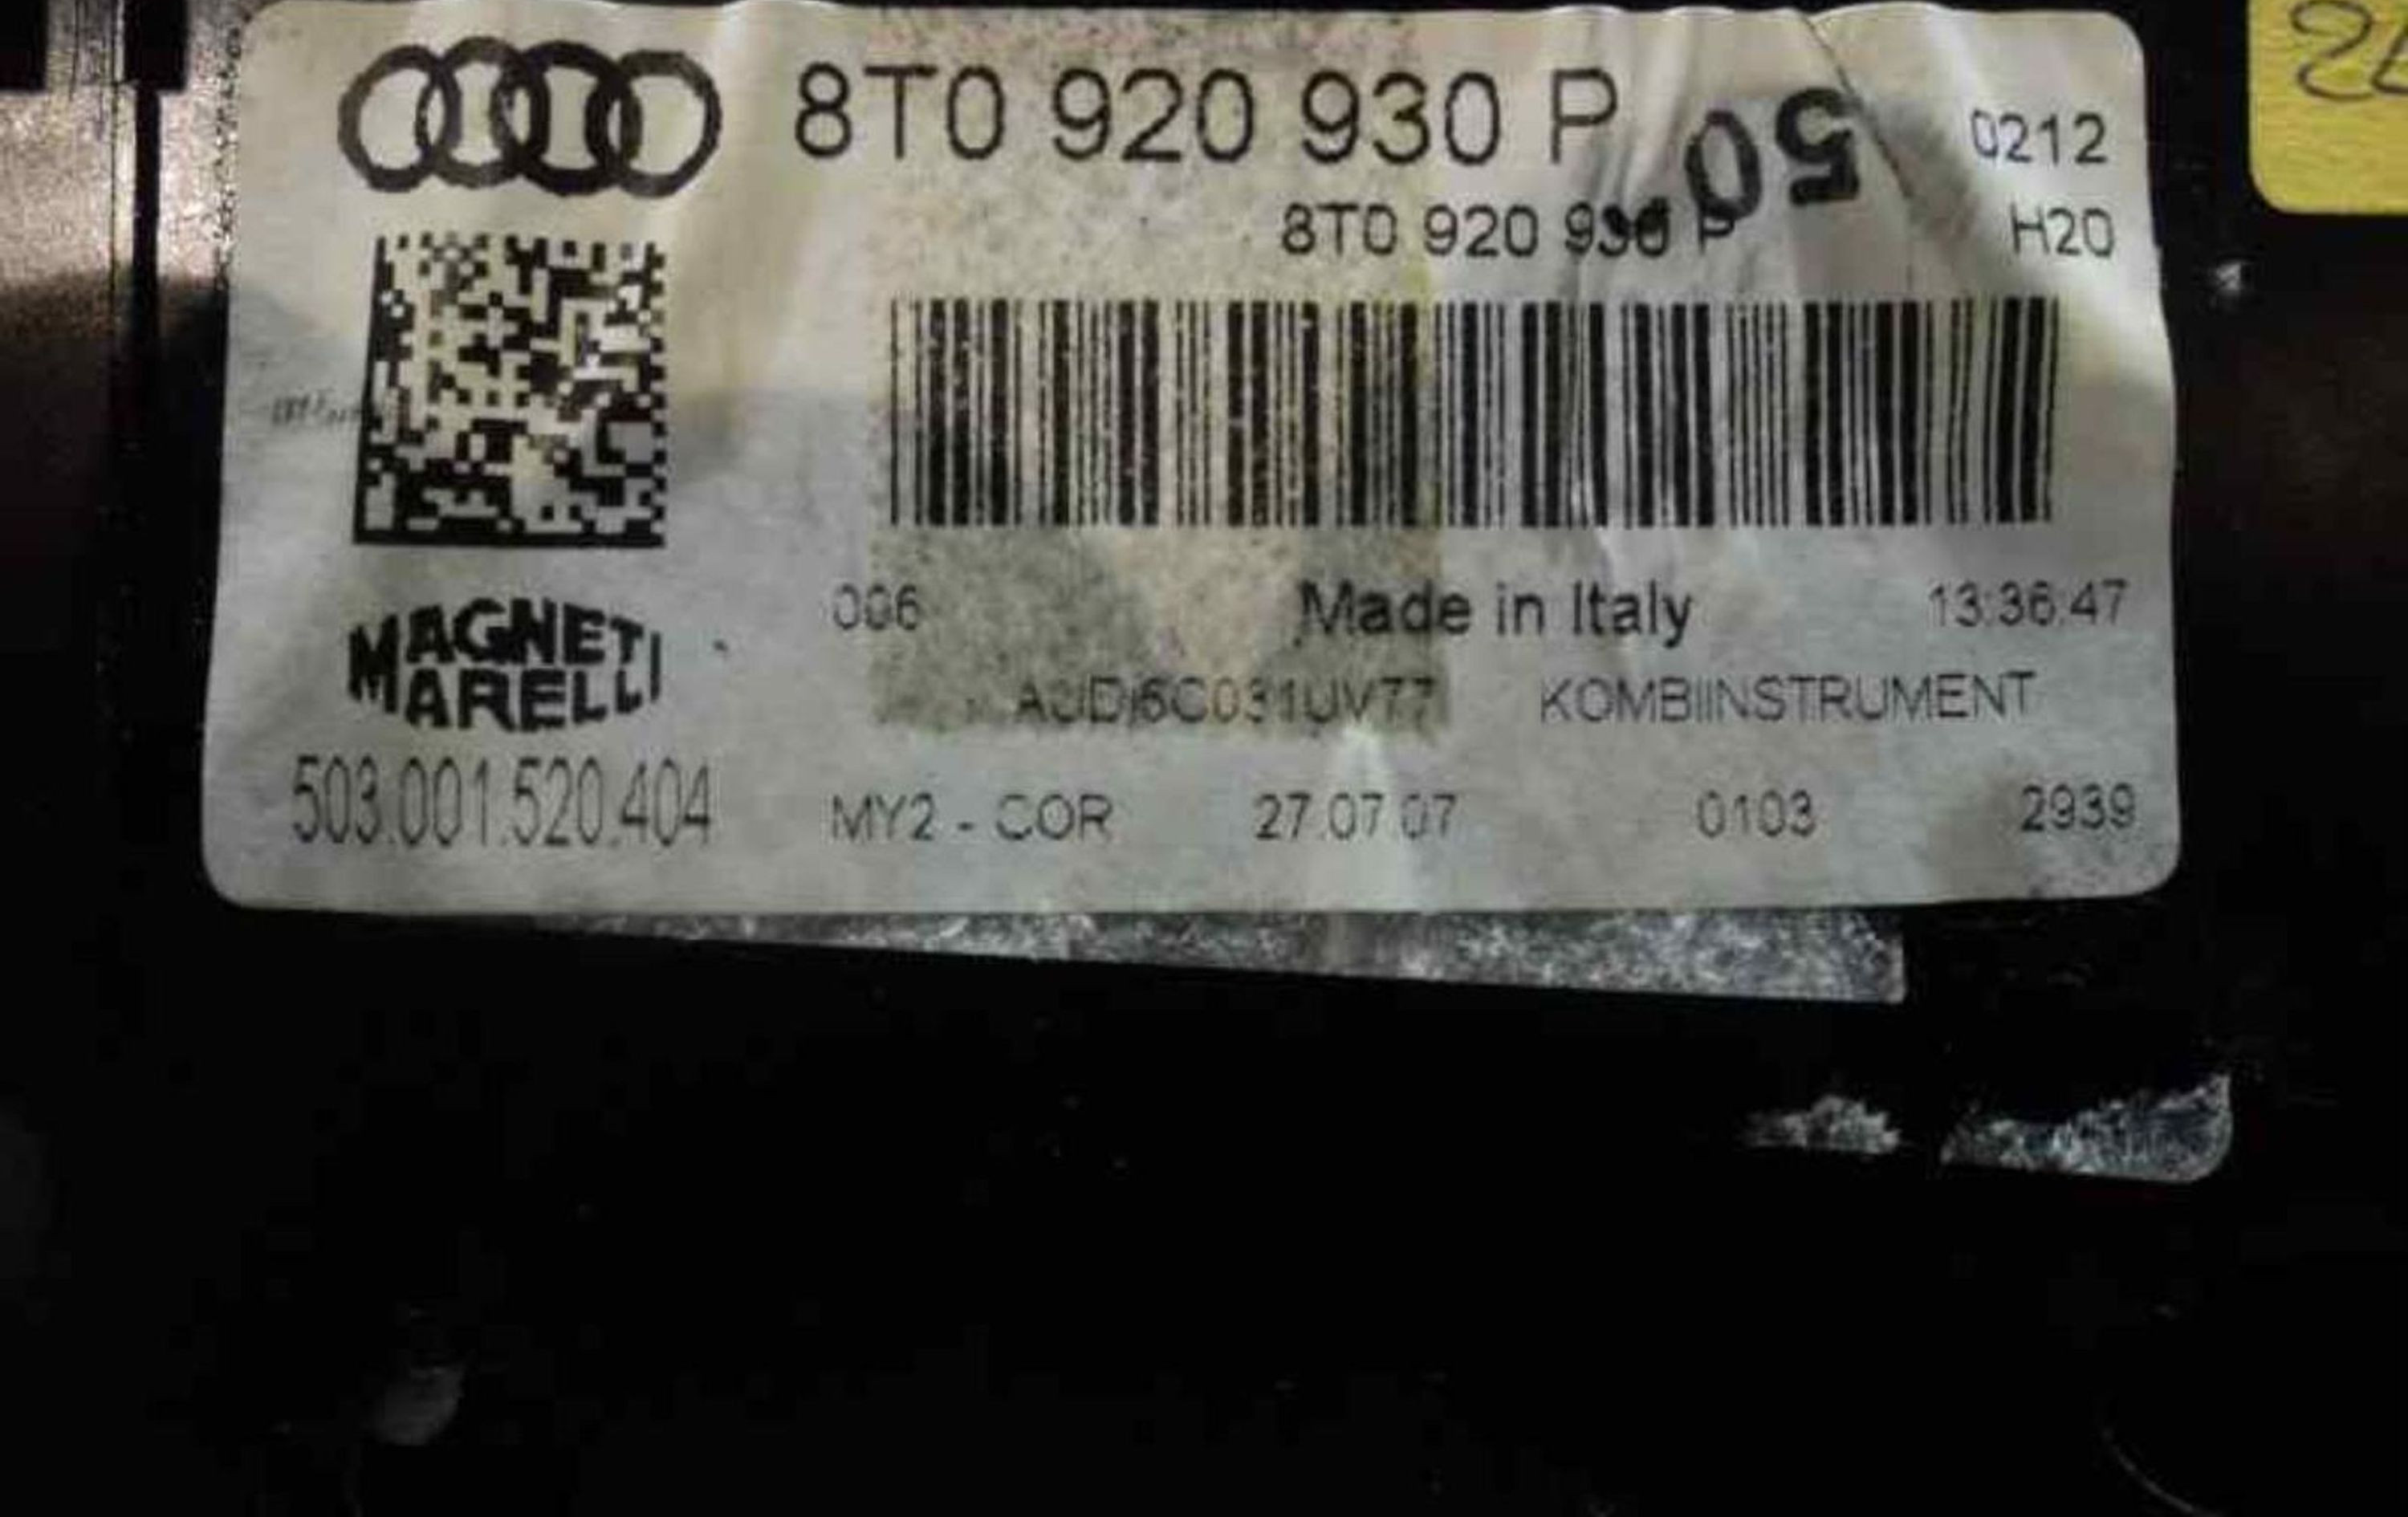 8T0 920 930 P 50 0212
8T0 920 930 P H20
006 Made in Italy 13:36:47
MAGNETI
MARELLI
KOMBIINSTRUMENT
503.001.520.404 MY2 - COR 27.07.07 0103 2939